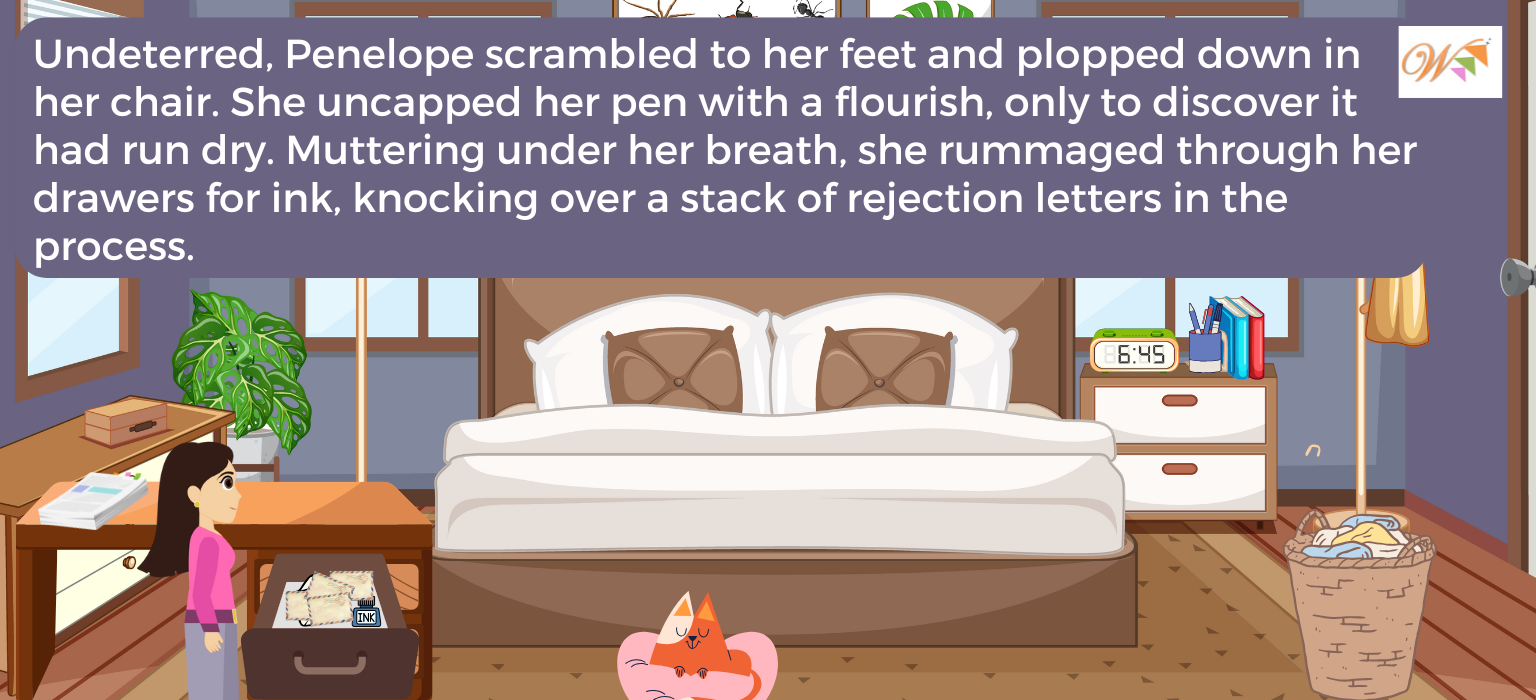 Undeterred, Penelope scrambled to her feet and plopped down in
her chair. She uncapped her pen with a flourish, only to discover it
had run dry. Muttering under her breath, she rummaged through her
drawers for ink, knocking over a stack of rejection letters in the
process.
W
6:45
INK